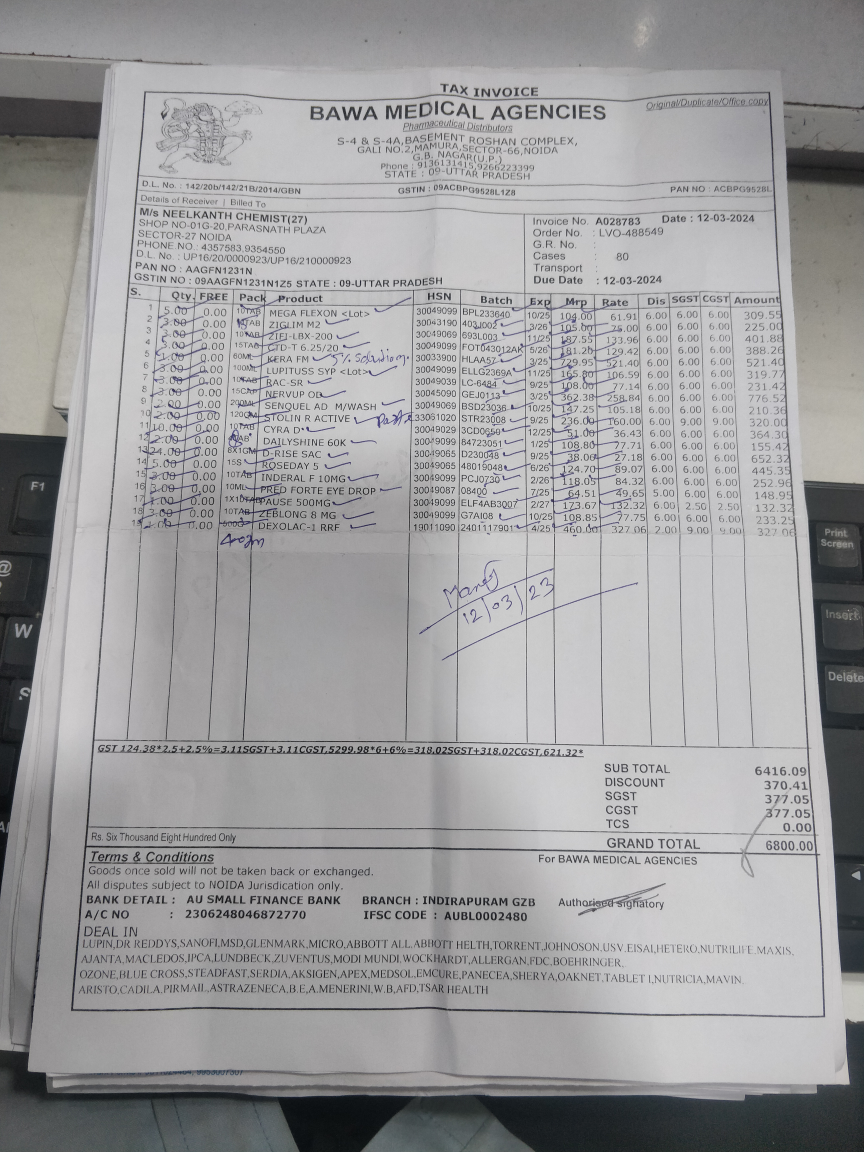 TAX INVOICE
Original/Duplicate/Office copy
BAWA MEDICAL AGENCIES
Pharmaceutical Distributors
S-4 & S-4A,BASEMENT ROSHAN COMPLEX,
GALI NO.2,MAMURA,SECTOR-66,NOIDA
G.B. NAGAR(U.P.)
Phone : 9136131415,9266223399
STATE : 09-UTTAR PRADESH
D.L. No. : 142/20b/142/21B/2014/GBN GSTIN : 09ACBPG9528L1Z8 PAN NO : ACBPG9528L
Details of Receiver | Billed To
M/s NEELKANTH CHEMIST(27)
SHOP NO-01G-20,PARASNATH PLAZA
SECTOR-27 NOIDA
PHONE.NO. : 4357583,9354550
D.L. No : UP16/20/0000923/UP16/210000923
PAN NO : AAGFN1231N
GSTIN NO : 09AAGFN1231N1Z5 STATE : 09-UTTAR PRADESH
Invoice No. A028783 Date : 12-03-2024
Order No. : LVO-488549
G.R. No. :
Cases : 80
Transport :
Due Date : 12-03-2024
S. Qty. FREE Pack Product HSN Batch Exp Mrp Rate Dis SGST CGST Amount
1 5.00 0.00 10TAB MEGA FLEXON <Lot> 30049099 BPL233640 10/25 104.00 61.91 6.00 6.00 6.00 309.55
2 3.00 0.00 TAB ZIGLIM M2 30043190 403J002 3/26 105.00 75.00 6.00 6.00 6.00 225.00
3 3.00 0.00 10TAB ZIFI-LBX-200 30049069 693L003 11/25 187.55 133.96 6.00 6.00 6.00 401.88
4 3.00 0.00 15TAB CTD-T 6.25/20 30049099 FOT043012AK 5/26 181.25 129.42 6.00 6.00 6.00 388.26
5 1.00 0.00 60ML KERA FM 5% Solution 30033900 HLAA57 3/25 729.95 521.40 6.00 6.00 6.00 521.40
6 3.00 0.00 100ML LUPITUSS SYP <Lot> 30049099 ELLG2369A 11/25 165.80 106.59 6.00 6.00 6.00 319.77
7 3.00 0.00 10TAB RAC-SR 30049039 LC-6484 9/25 108.00 77.14 6.00 6.00 6.00 231.42
8 3.00 0.00 15CAP NERVUP OD 30045090 GEJ0113 3/25 362.38 258.84 6.00 6.00 6.00 776.52
9 2.00 0.00 200ML SENQUEL AD M/WASH 30049069 BSD23036 10/25 147.25 105.18 6.00 6.00 6.00 210.36
10 2.00 0.00 120GM STOLIN R ACTIVE Paste 33061020 STR23008 9/25 236.00 160.00 6.00 9.00 9.00 320.00
11 10.00 0.00 CYRA D 30049029 3CD0659 12/25 51.00 36.43 6.00 6.00 6.00 364.30
12 2.00 0.00 DAILYSHINE 60K 30049099 84723051 1/25 108.80 77.71 6.00 6.00 6.00 155.42
13 24.00 0.00 8X1GM D-RISE SAC 30049065 D230048 9/25 38.06 27.18 6.00 6.00 6.00 652.32
14 5.00 0.00 15S ROSEDAY 5 30049065 48019048 6/26 124.70 89.07 6.00 6.00 6.00 445.35
15 3.00 0.00 10TAB INDERAL F 10MG 30049099 PCJ0730 2/26 118.05 84.32 6.00 6.00 6.00 252.96
16 3.00 0.00 10ML PRED FORTE EYE DROP 30049087 08400 7/25 64.51 49.65 5.00 6.00 6.00 148.95
17 1.00 0.00 1X10TAB PAUSE 500MG 30049099 ELF4AB3007 2/27 173.67 132.32 6.00 2.50 2.50 132.32
18 3.00 0.00 10TAB ZEBLONG 8 MG 30049099 G7AI08 10/25 108.85 77.75 6.00 6.00 6.00 233.25
19 1.00 0.00 DEXOLAC-1 RRF 19011090 2401117901 4/25 460.00 327.06 2.00 9.00 9.00 327.06
400gm
12/03/23
GST 124.38*2.5+2.5%=3.11SGST+3.11CGST,5299.98*6+6%=318.02SGST+318.02CGST,621.32*
SUB TOTAL 6416.09
DISCOUNT 370.41
SGST 377.05
CGST 377.05
TCS 0.00
Rs. Six Thousand Eight Hundred Only GRAND TOTAL 6800.00
Terms & Conditions
For BAWA MEDICAL AGENCIES
Goods once sold will not be taken back or exchanged.
All disputes subject to NOIDA Jurisdication only.
BANK DETAIL : AU SMALL FINANCE BANK BRANCH : INDIRAPURAM GZB
Authorised signatory
A/C NO : 2306248046872770 IFSC CODE : AUBL0002480
DEAL IN
LUPIN,DR REDDYS,SANOFI,MSD,GLENMARK,MICRO,ABBOTT ALL,ABBOTT HELTH,TORRENT,JOHNOSON,USV,EISAI,HETERO,NUTRILIFE,MAXIS,
AJANTA,MACLEDOS,IPCA,LUNDBECK,ZUVENTUS,MODI MUNDI,WOCKHARDT,ALLERGAN,FDC,BOEHRINGER,
OZONE,BLUE CROSS,STEADFAST,SERDIA,AKSIGEN,APEX,MEDSOL,EMCURE,PANECEA,SHERYA,OAKNET,TABLET I,NUTRICIA,MAVIN,
ARISTO,CADILA,PIRMAIL,ASTRAZENECA,B.E,A.MENERINI,W.B,AFD,TSAR HEALTH
F1
@
2
W
S
Print
Screen
Insert
Delete